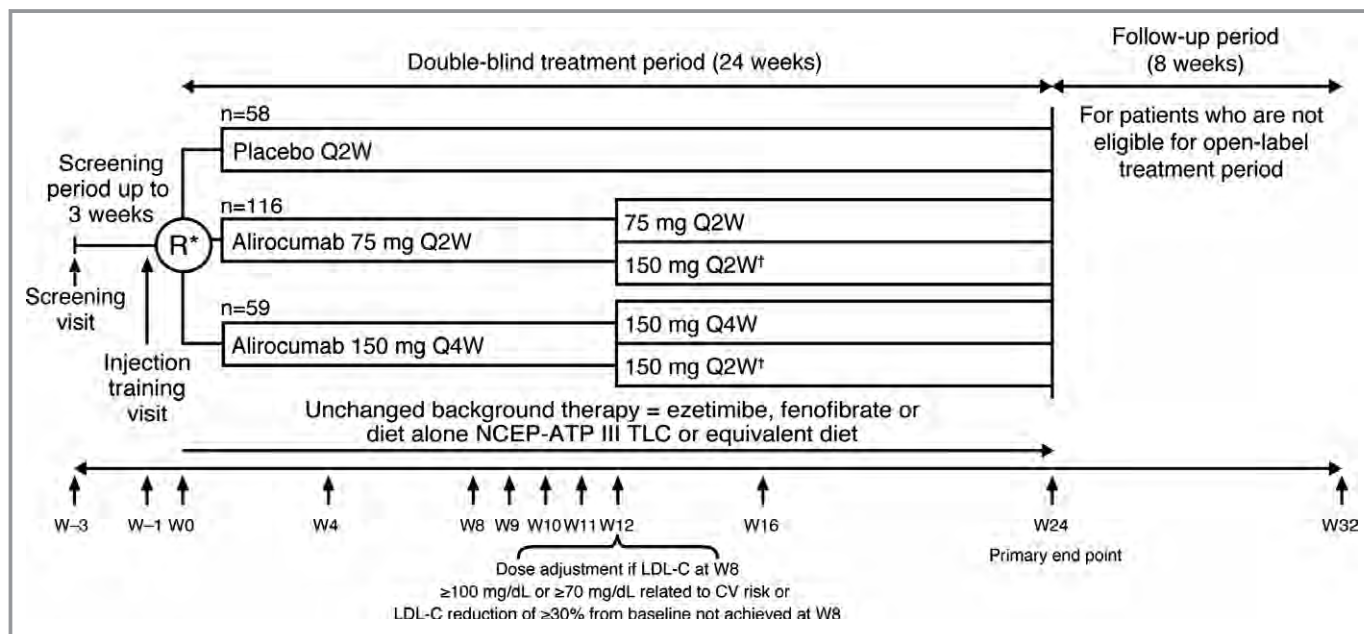 Double-blind treatment period (24 weeks)
Follow-up period
(8 weeks)
For patients who are not
eligible for open-label
treatment period
Screening
period up to
3 weeks
R*
Screening
visit
Injection
training
visit
n=58
Placebo Q2W
n=116
Alirocumab 75 mg Q2W
75 mg Q2W
150 mg Q2W†
n=59
Alirocumab 150 mg Q4W
150 mg Q4W
150 mg Q2W†
Unchanged background therapy = ezetimibe, fenofibrate or
diet alone NCEP-ATP III TLC or equivalent diet
W–3 W–1 W0 W4 W8 W9 W10 W11 W12 W16 W24 W32
Primary end point
Dose adjustment if LDL-C at W8
≥100 mg/dL or ≥70 mg/dL related to CV risk or
LDL-C reduction of ≥30% from baseline not achieved at W8